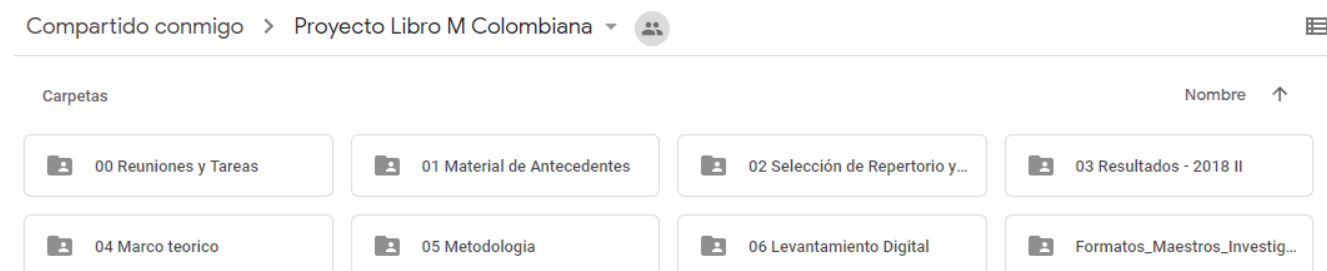 Compartido conmigo > Proyecto Libro M Colombiana
Carpetas Nombre
00 Reuniones y Tareas 01 Material de Antecedentes 02 Selección de Repertorio y... 03 Resultados - 2018 II
04 Marco teorico 05 Metodologia 06 Levantamiento Digital Formatos_Maestros_Investig...